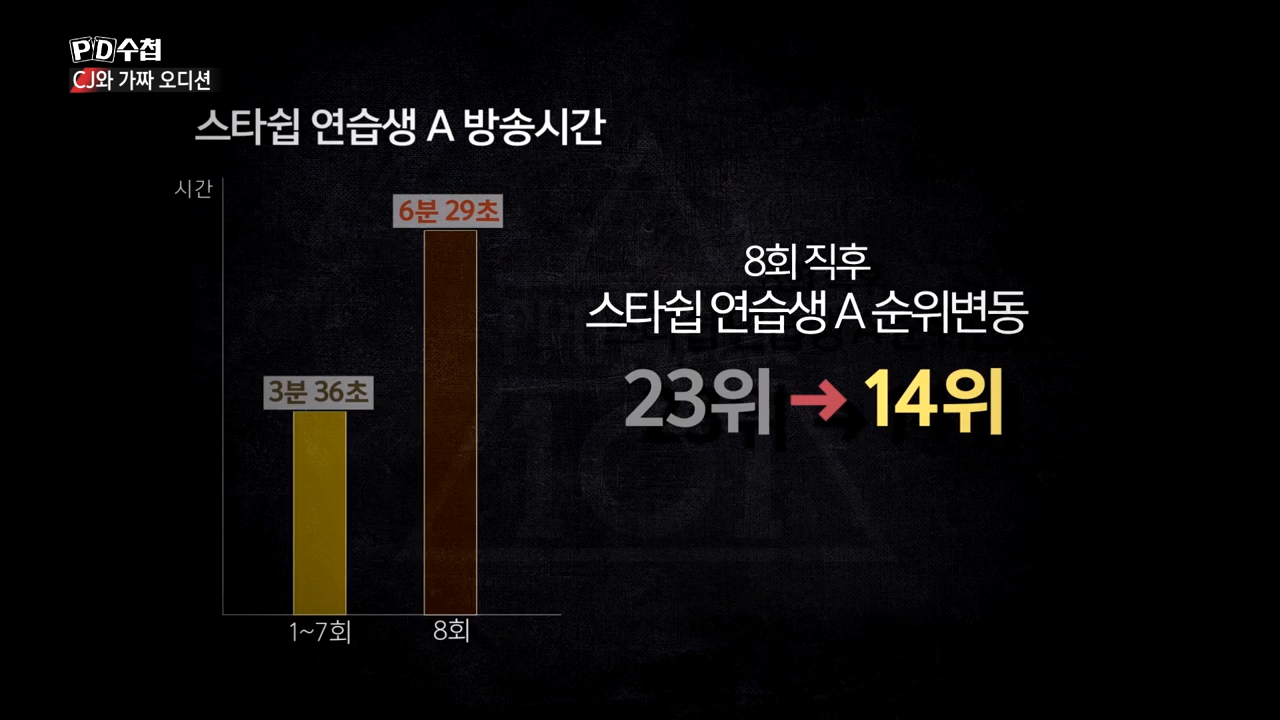 PD수첩
CJ와 가짜 오디션
스타쉽 연습생 A 방송시간
시간
6분 29초
3분 36초
1~7회
8회
8회 직후
스타쉽 연습생 A 순위변동
23위 → 14위